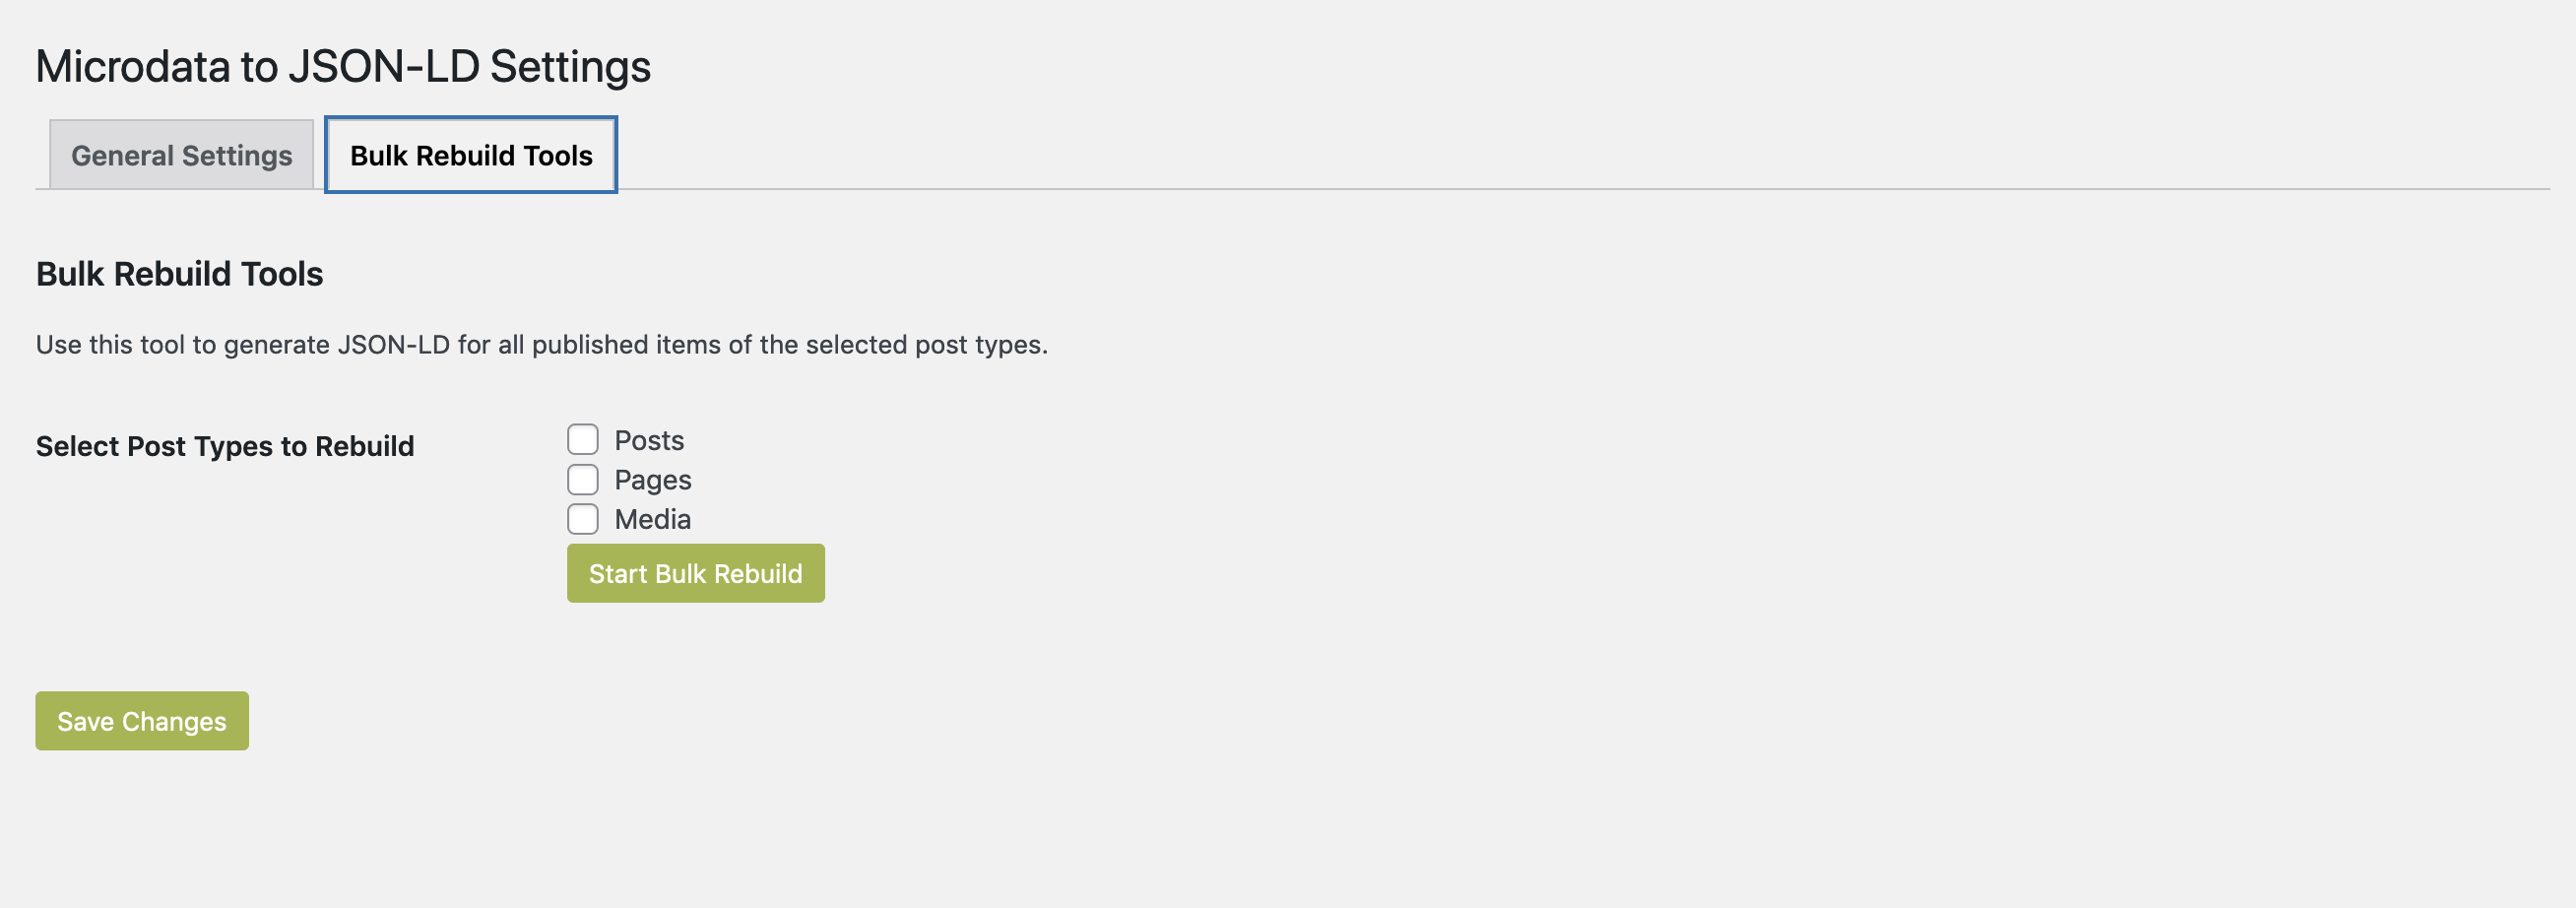 Microdata to JSON-LD Settings
General Settings
Bulk Rebuild Tools
Bulk Rebuild Tools
Use this tool to generate JSON-LD for all published items of the selected post types.
Select Post Types to Rebuild
Posts
Pages
Media
Start Bulk Rebuild
Save Changes